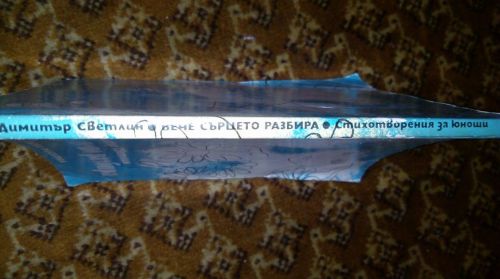 Димитър Светлин • Вече сърцето разбира • Стихотворения за юноши